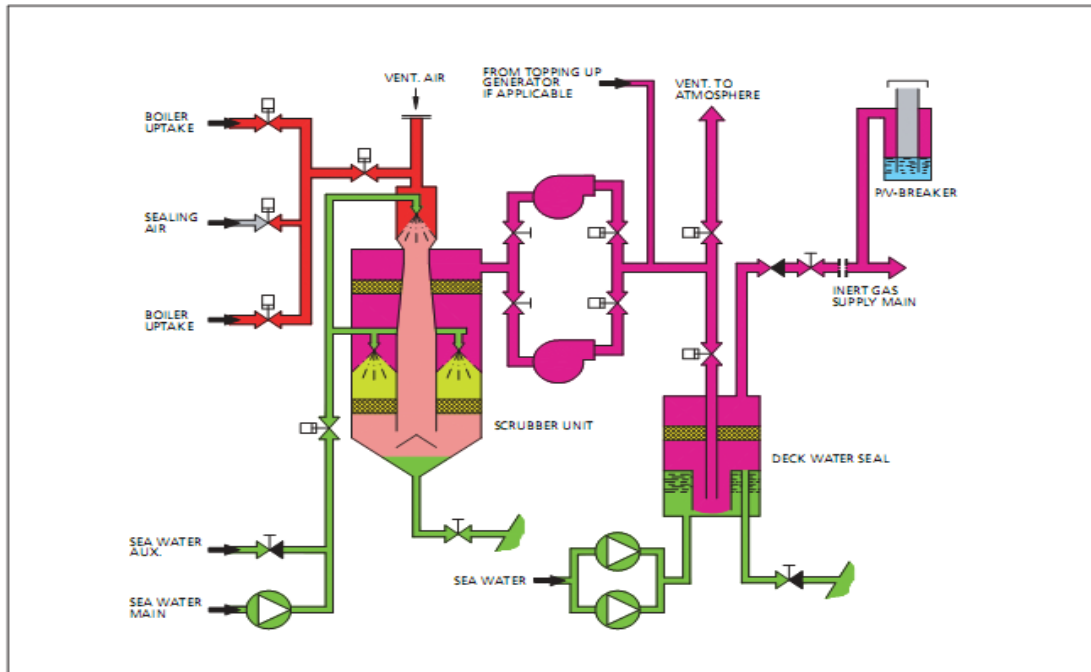 VENT. AIR
FROM TOPPING UP
GENERATOR
IF APPLICABLE
VENT. TO
ATMOSPHERE
BOILER
UPTAKE
P/V-BREAKER
SEALING
AIR
INERT GAS
SUPPLY MAIN
BOILER
UPTAKE
SCRUBBER UNIT
DECK WATER SEAL
SEA WATER
AUX.
SEA WATER
SEA WATER
MAIN